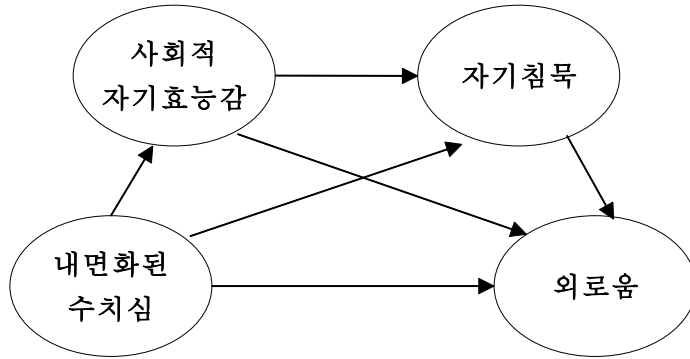 사회적
자기효능감
자기침묵
내면화된
수치심
외로움